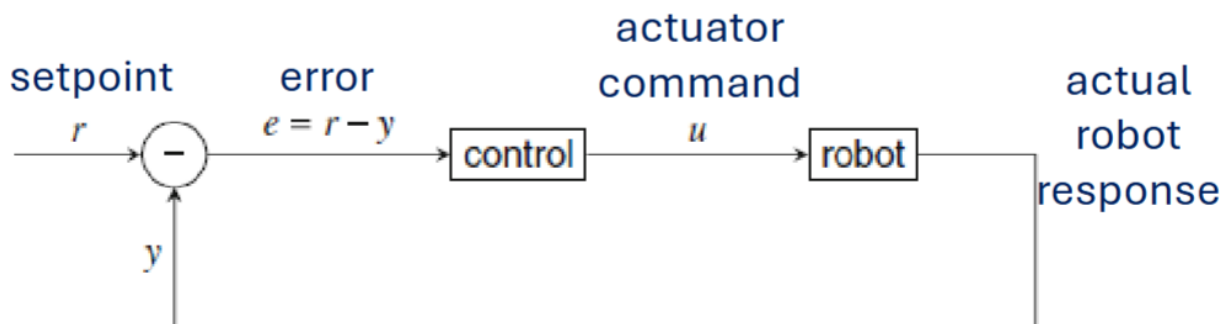 actuator
command
setpoint
error
actual
robot
response
r
e = r − y
u
−
control
robot
y